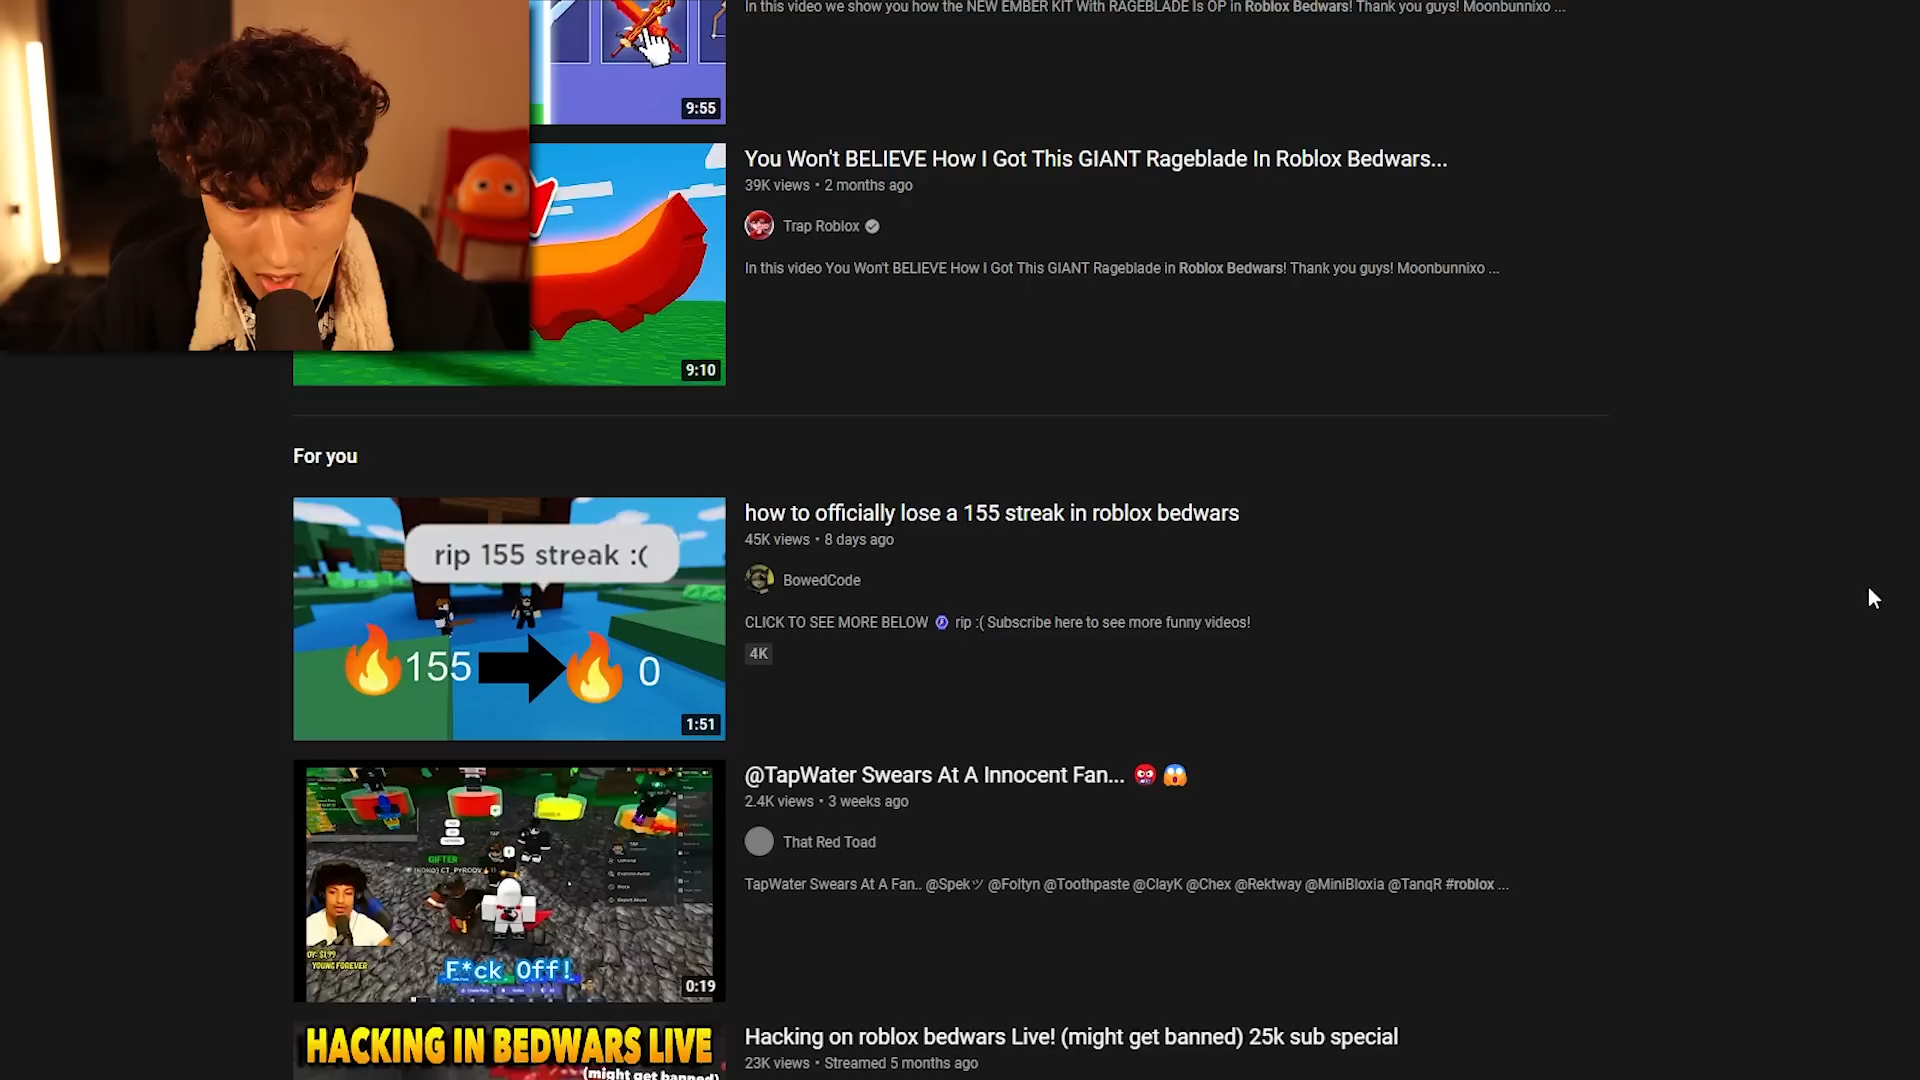 In this video we show you how the NEW EMBER KIT With RAGEBLADE Is OP in Roblox Bedwars! Thank you guys! Moonbunnixo ...
9:55
You Won't BELIEVE How I Got This GIANT Rageblade In Roblox Bedwars...
39K views • 2 months ago
Trap Roblox
In this video You Won't BELIEVE How I Got This GIANT Rageblade in Roblox Bedwars! Thank you guys! Moonbunnixo ...
9:10
For you
rip 155 streak :(
155
0
1:51
how to officially lose a 155 streak in roblox bedwars
45K views • 8 days ago
BowedCode
CLICK TO SEE MORE BELOW rip :( Subscribe here to see more funny videos!
4K
GIFTER
YOUNG FOREVER
F*ck Off!
0:19
@TapWater Swears At A Innocent Fan...
2.4K views • 3 weeks ago
That Red Toad
TapWater Swears At A Fan.. @Spekツ @Foltyn @Toothpaste @ClayK @Chex @Rektway @MiniBloxia @TanqR #roblox ...
HACKING IN BEDWARS LIVE
(might get banned)
Hacking on roblox bedwars Live! (might get banned) 25k sub special
23K views • Streamed 5 months ago